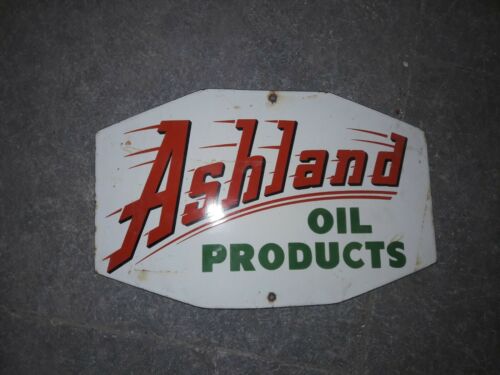 Ashland
OIL
PRODUCTS